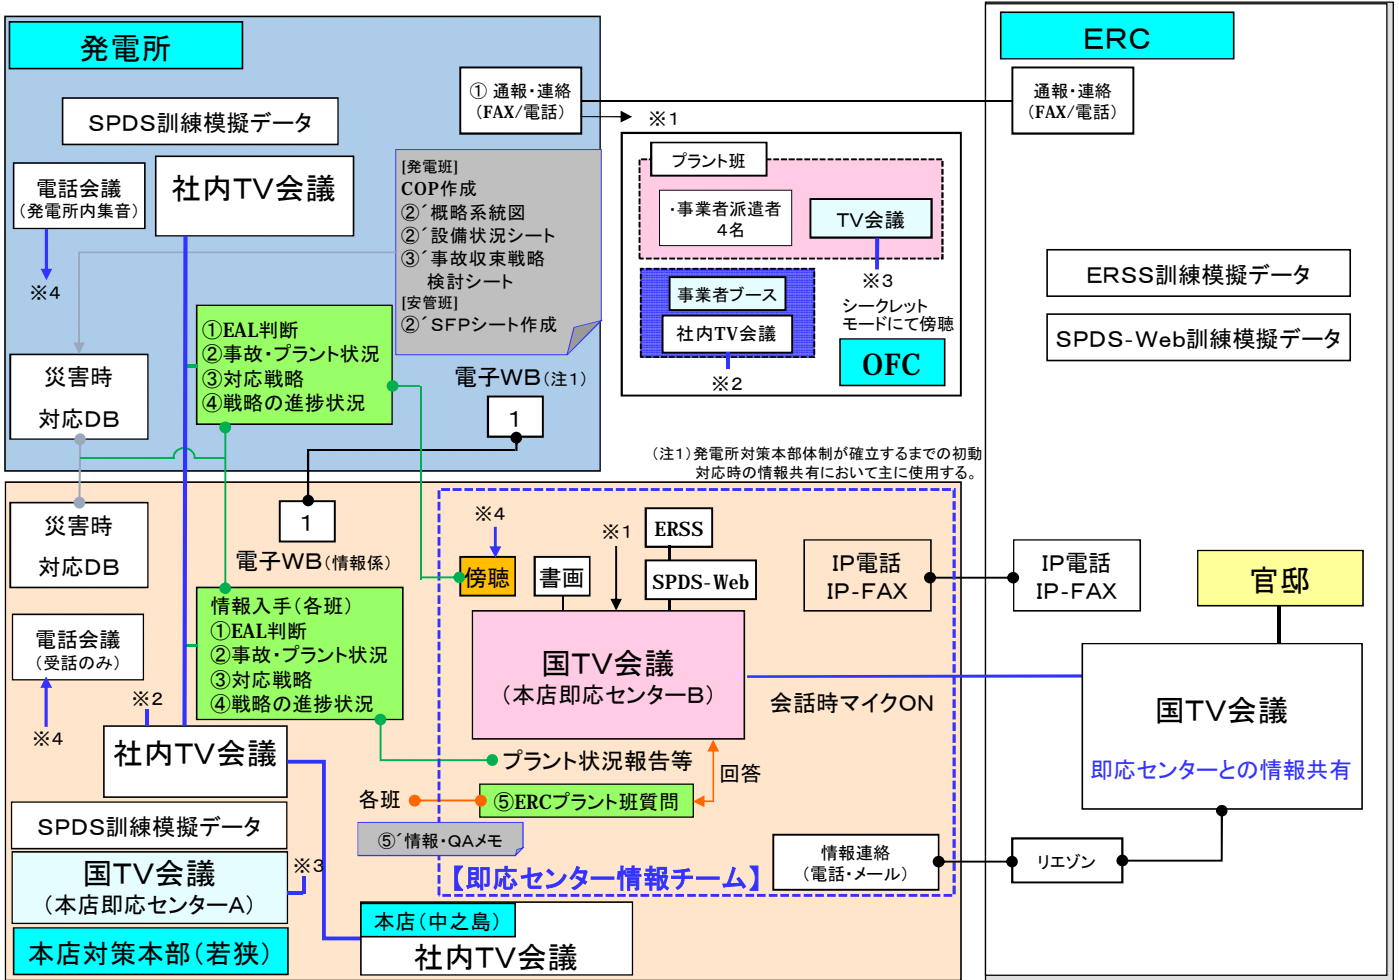 発電所
SPDS訓練模擬データ
電話会議
（発電所内集音）
※4
社内TV会議
① 通報・連絡
（FAX/電話）
※1
[発電班]
COP作成
②´概略系統図
②´設備状況シート
③´事故収束戦略
検討シート
[安管班]
②´SFPシート作成
①EAL判断
②事故・プラント状況
③対応戦略
④戦略の進捗状況
災害時
対応DB
電子WB（注1）
1
プラント班
・事業者派遣者
4名
TV会議
※3
シークレット
モードにて傍聴
事業者ブース
社内TV会議
※2
OFC
（注1）発電所対策本部体制が確立するまでの初動
対応時の情報共有において主に使用する。
ERC
通報・連絡
（FAX/電話）
ERSS訓練模擬データ
SPDS-Web訓練模擬データ
災害時
対応DB
1
電子WB（情報係）
電話会議
（受話のみ）
※4
情報入手（各班）
①EAL判断
②事故・プラント状況
③対応戦略
④戦略の進捗状況
※2
社内TV会議
SPDS訓練模擬データ
国TV会議
（本店即応センターA）
※3
本店対策本部（若狭）
本店（中之島）
社内TV会議
※4
傍聴
書画
※1
ERSS
SPDS-Web
国TV会議
（本店即応センターB）
会話時マイクON
プラント状況報告等
回答
各班
⑤ERCプラント班質問
⑤´情報・QAメモ
【即応センター情報チーム】
IP電話
IP-FAX
情報連絡
（電話・メール）
IP電話
IP-FAX
官邸
国TV会議
即応センターとの情報共有
リエゾン